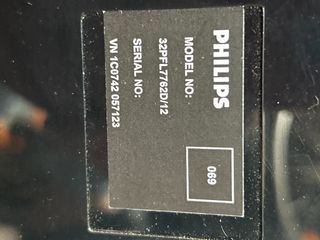 PHILIPS
MODEL NO:
32PFL7762D/12
SERIAL NO:
VN 1C0742 057123
069